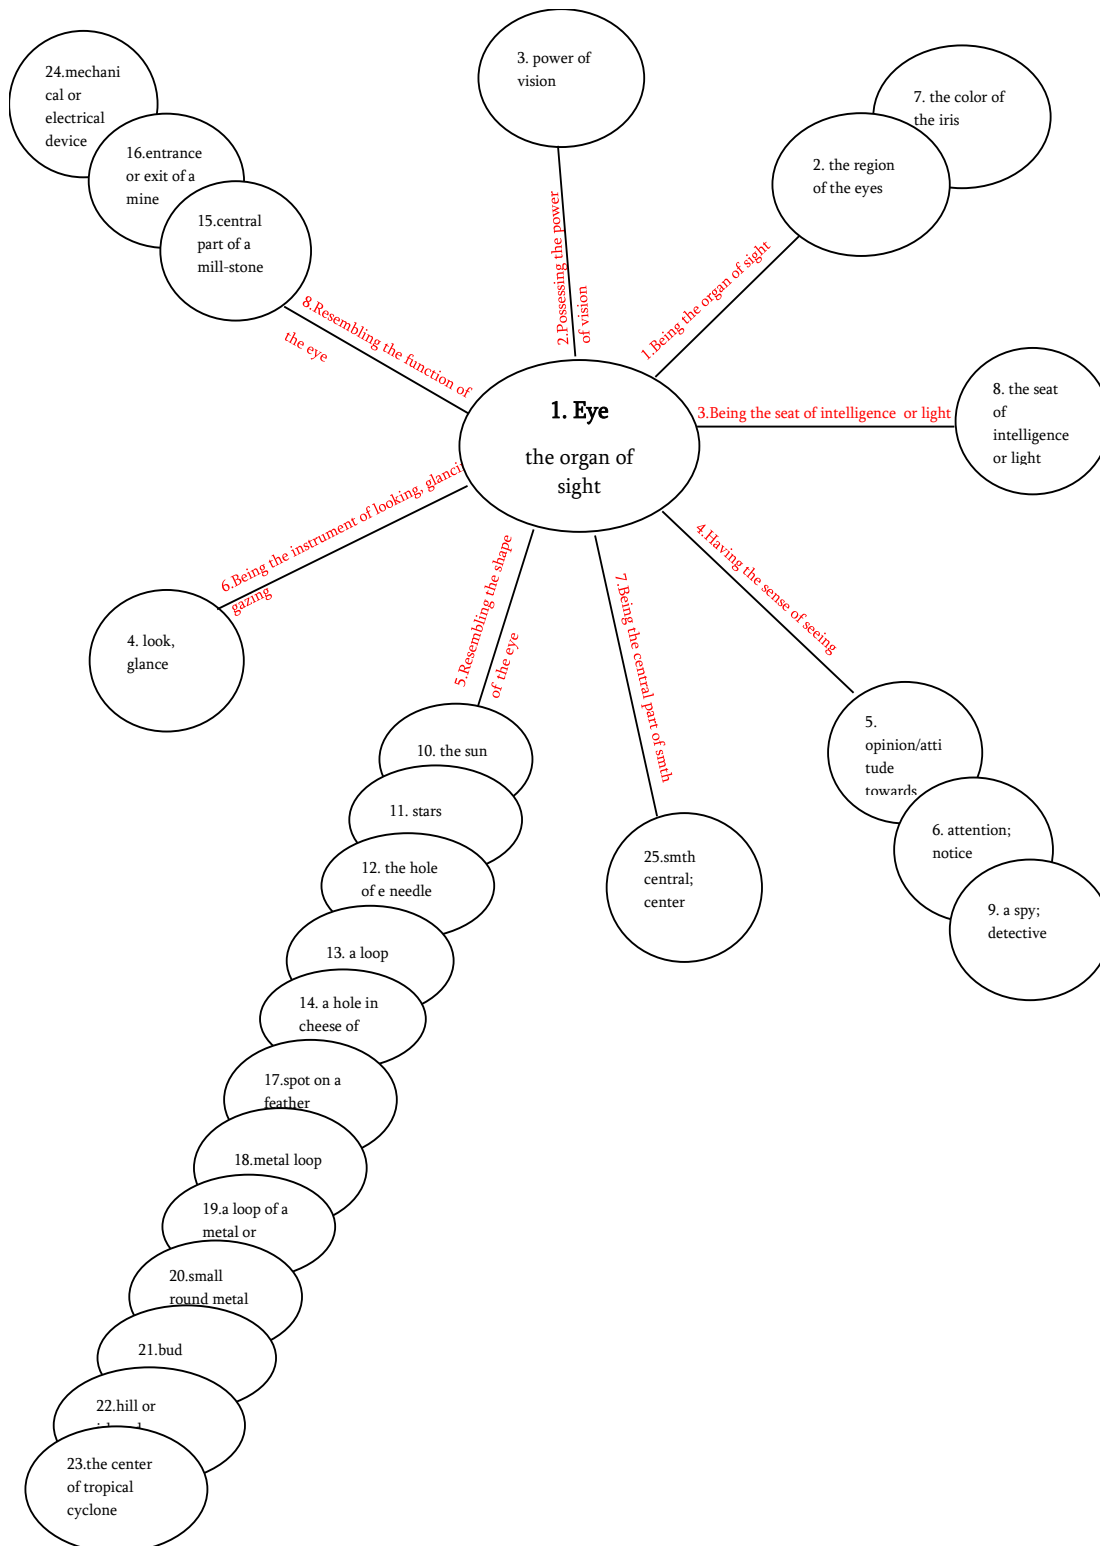 24.mechani
cal or
electrical
device
16.entrance
or exit of a
mine
15.central
part of a
mill-stone
3. power of
vision
7. the color of
the iris
2. the region
of the eyes
8.Resembling the function of
the eye
2.Possessing the power
of vision
1.Being the organ of sight
1. Eye
the organ of
sight
3.Being the seat of intelligence or light
8. the seat
of
intelligence
or light
6.Being the instrument of looking, glanci
gazing
4. look,
glance
5.Resembling the shape
of the eye
7.Being the central part of smth
4.Having the sense of seeing
5.
opinion/atti
tude
towards
6. attention;
notice
9. a spy;
detective
25.smth
central;
center
10. the sun
11. stars
12. the hole
of e needle
13. a loop
14. a hole in
cheese of
17.spot on a
feather
18.metal loop
19.a loop of a
metal or
20.small
round metal
21.bud
22.hill or
23.the center
of tropical
cyclone